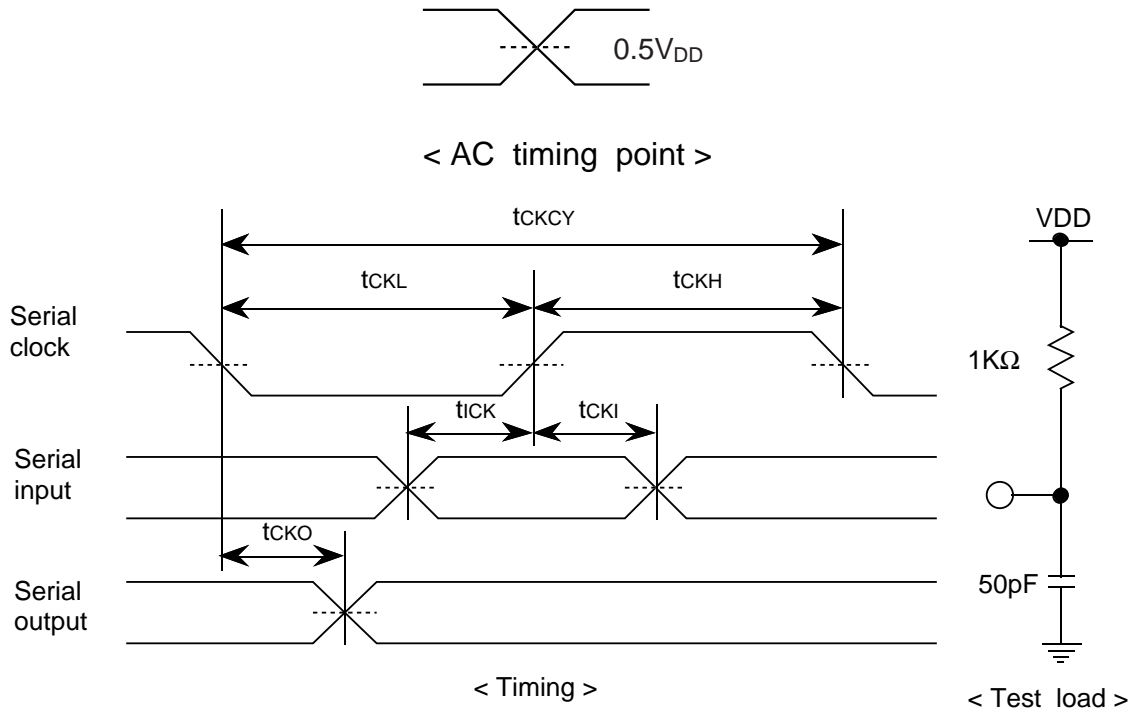 0.5VDD
< AC timing point >
tCKCY
VDD
tCKL
tCKH
Serial
clock
1KΩ
tICK
tCKI
Serial
input
tCKO
50pF
Serial
output
< Timing >
< Test load >